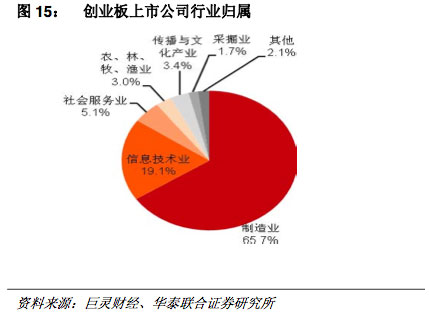 图 15： 创业板上市公司行业归属
传播与文
化产业
3.4%
采掘业
1.7%
其他
2.1%
农、林、
牧、渔业
3.0%
社会服务业
5.1%
信息技术业
19.1%
制造业
65.7%
资料来源：巨灵财经、华泰联合证券研究所